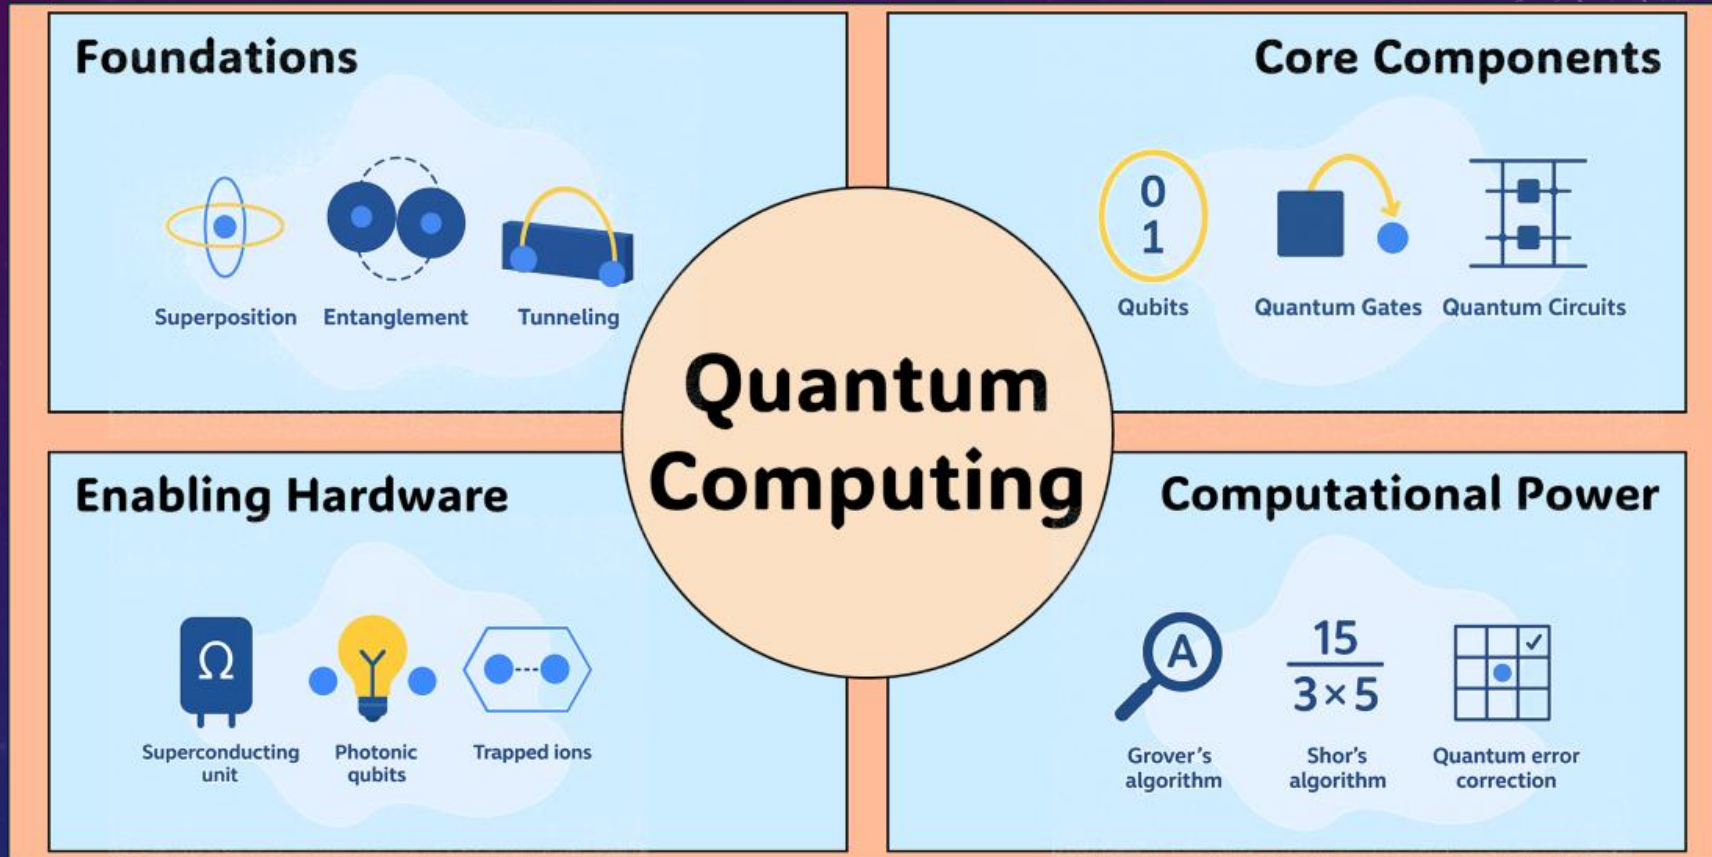 Foundations
Superposition
Entanglement
Tunneling
Core Components
0
1
Qubits
Quantum Gates
Quantum Circuits
Quantum
Computing
Enabling Hardware
Ω
Superconducting
unit
Photonic
qubits
Trapped ions
Computational Power
A
Grover's
algorithm
15
3×5
Shor's
algorithm
Quantum error
correction